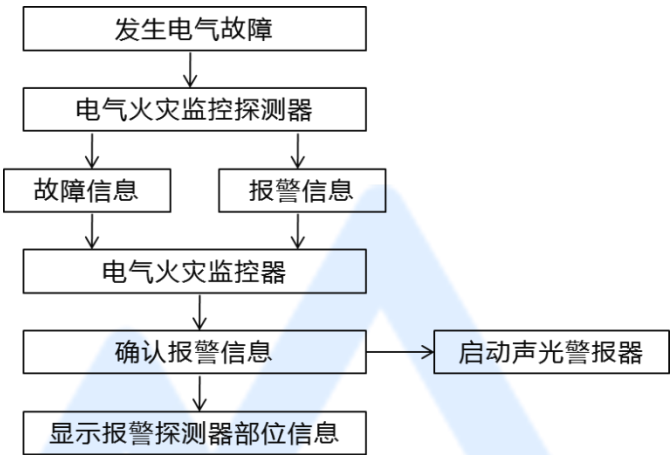 发生电气故障
电气火灾监控探测器
故障信息
报警信息
电气火灾监控器
确认报警信息
启动声光警报器
显示报警探测器部位信息